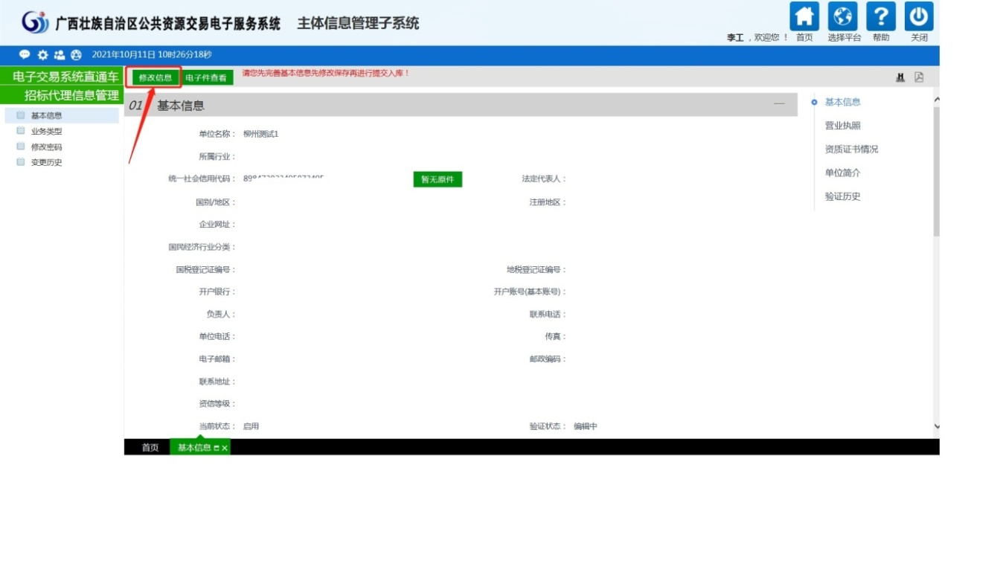 广西壮族自治区公共资源交易电子服务系统 主体信息管理子系统
李工，欢迎您！ 首页 选择平台 帮助 关闭
2021年10月11日 10时26分18秒
电子交易系统直通车 修改信息 电子件查看 请您先完善基本信息先修改保存再进行提交入库！
招标代理信息管理
01 基本信息
基本信息
业务类型
修改密码
变更历史
单位名称： 柳州测试1
所属行业：
统一社会信用代码： 暂无原件 法定代表人：
国别/地区： 注册地区：
企业网址：
国民经济行业分类：
国税登记证编号： 地税登记证编号：
开户银行： 开户账号(基本账号)：
负责人： 联系电话：
单位电话： 传真：
电子邮箱： 邮政编码：
联系地址：
资信等级：
当前状态： 启用 验证状态： 编辑中
基本信息
营业执照
资质证书情况
单位简介
验证历史
首页 基本信息